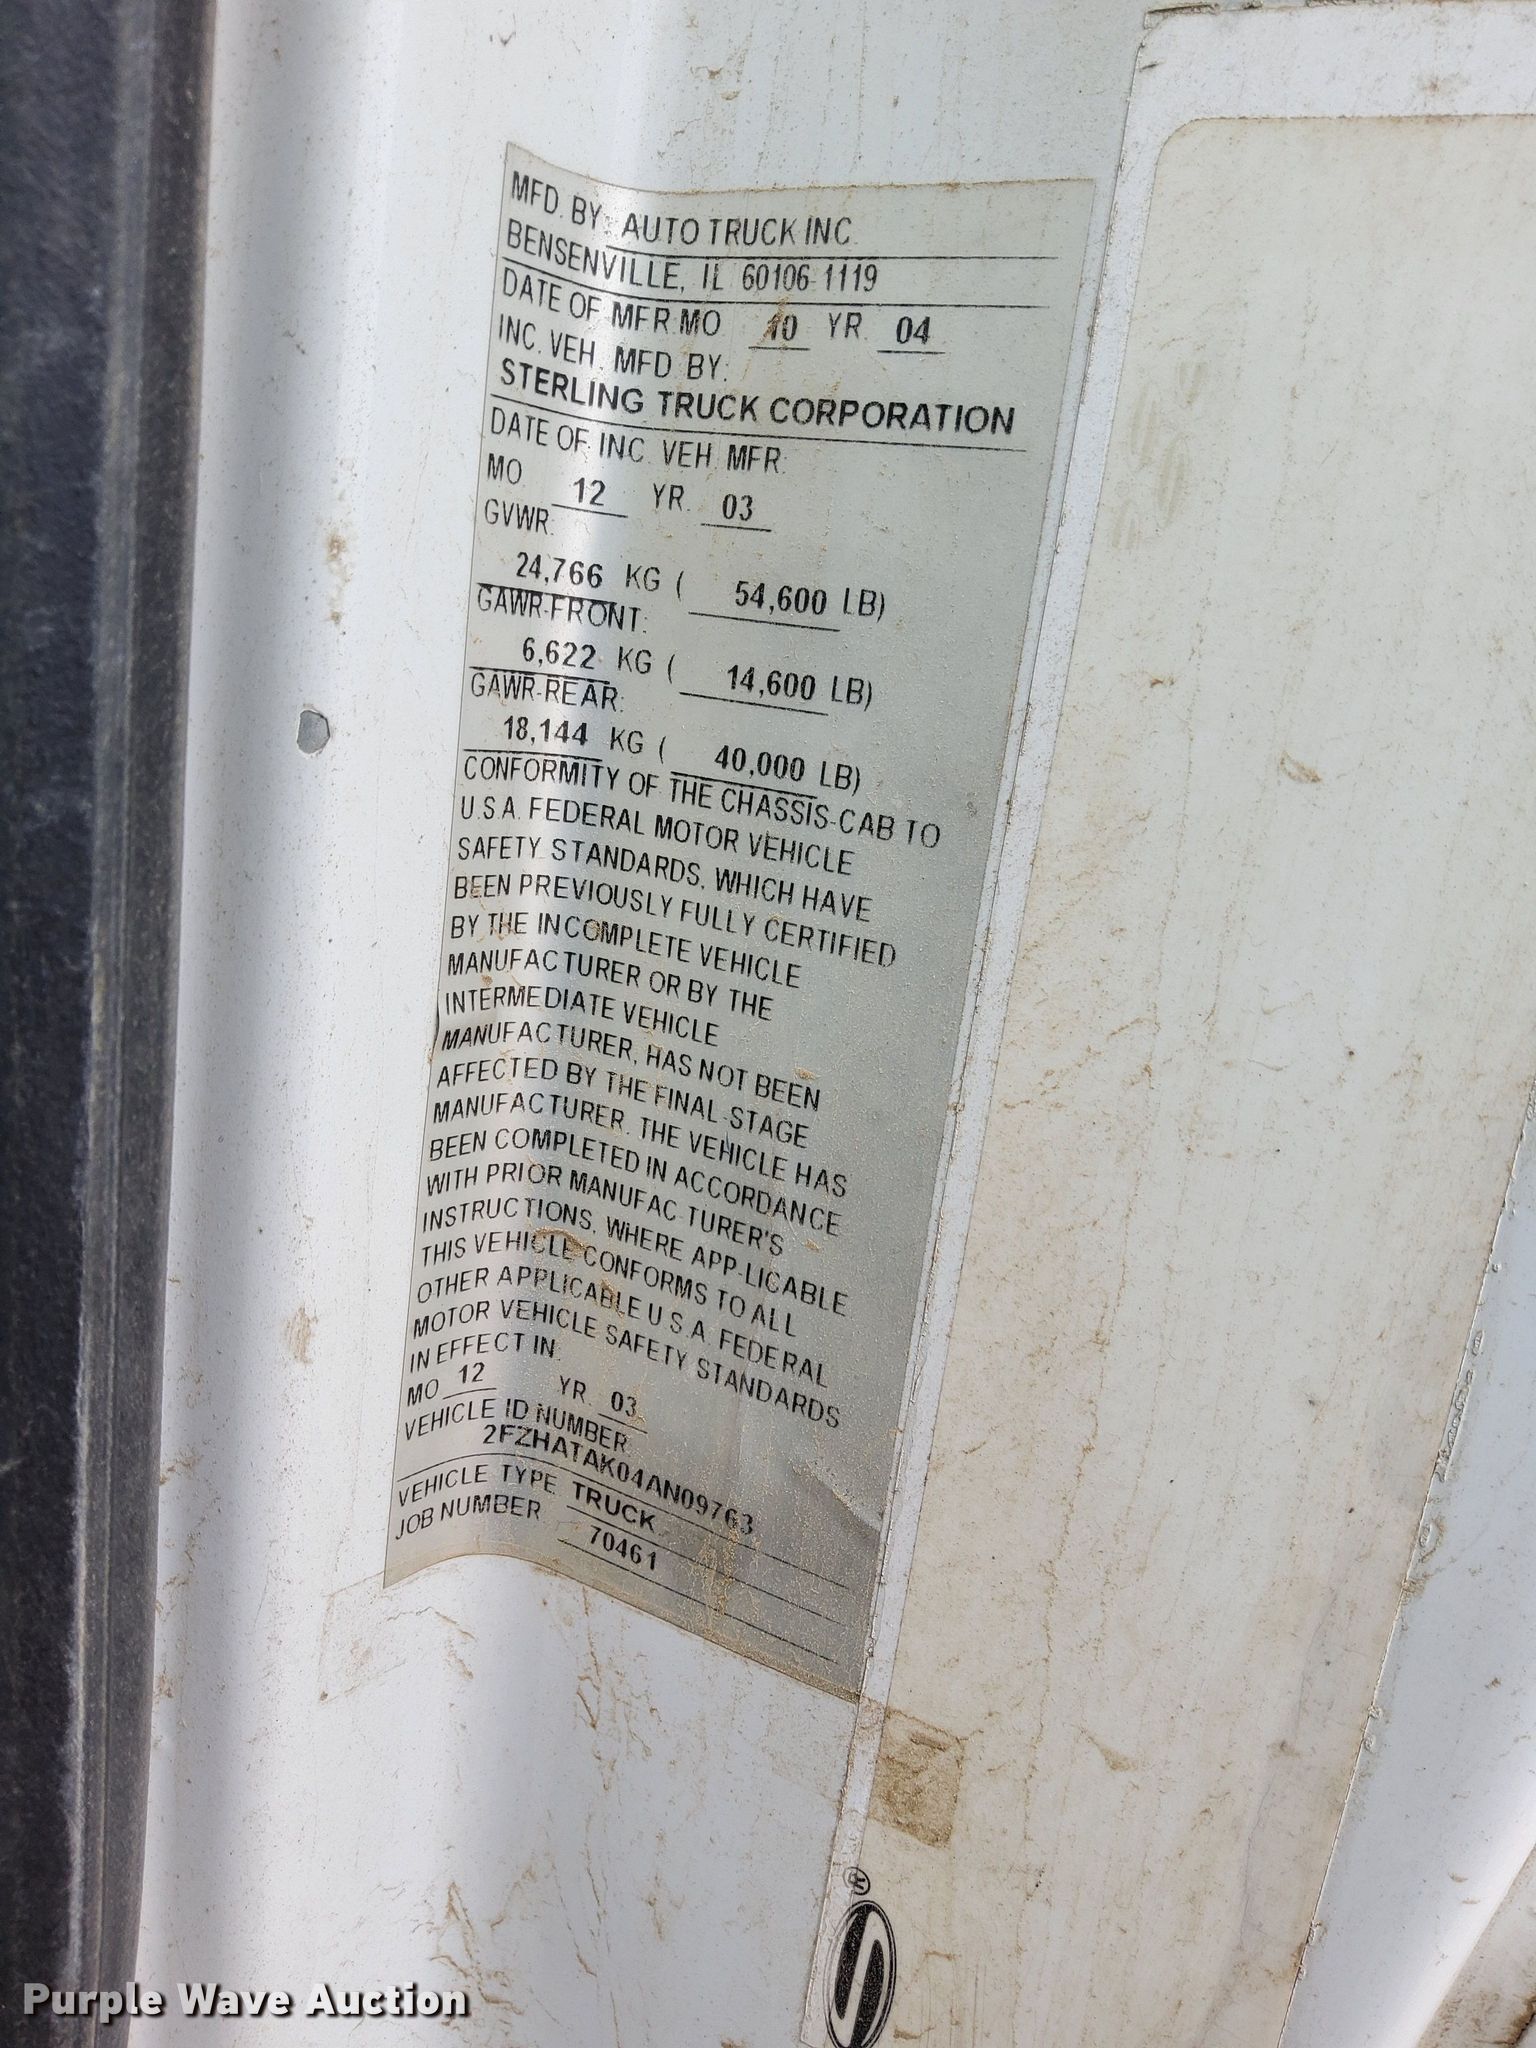 MFD. BY: AUTO TRUCK INC.
BENSENVILLE, IL 60106-1119
DATE OF MFR:MO 10 YR. 04
INC. VEH. MFD. BY:
STERLING TRUCK CORPORATION
DATE OF INC. VEH. MFR:
MO 12 YR. 03
GVWR:
24,766 KG ( 54,600 LB)
GAWR-FRONT:
6,622 KG ( 14,600 LB)
GAWR-REAR:
18,144 KG ( 40,000 LB)
CONFORMITY OF THE CHASSIS-CAB TO
U.S.A. FEDERAL MOTOR VEHICLE
SAFETY STANDARDS, WHICH HAVE
BEEN PREVIOUSLY FULLY CERTIFIED
BY THE INCOMPLETE VEHICLE
MANUFACTURER OR BY THE
INTERMEDIATE VEHICLE
MANUFACTURER, HAS NOT BEEN
AFFECTED BY THE FINAL-STAGE
MANUFACTURER. THE VEHICLE HAS
BEEN COMPLETED IN ACCORDANCE
WITH PRIOR MANUFAC-TURER'S
INSTRUCTIONS, WHERE APP-LICABLE
THIS VEHICLE CONFORMS TO ALL
OTHER APPLICABLE U.S.A. FEDERAL
MOTOR VEHICLE SAFETY STANDARDS
IN EFFECT IN:
MO 12 YR. 03
VEHICLE ID NUMBER
2FZHATAK04AN09763
VEHICLE TYPE TRUCK
JOB NUMBER 70461
Purple Wave Auction